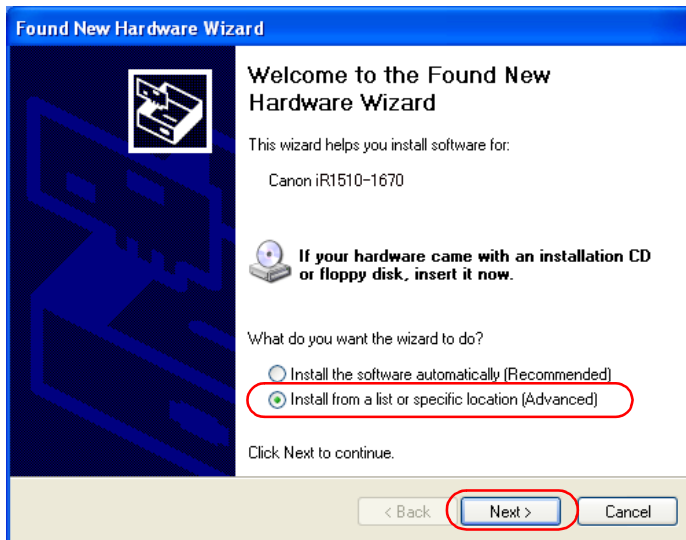 Found New Hardware Wizard
Welcome to the Found New
Hardware Wizard
This wizard helps you install software for:
Canon iR1510-1670
If your hardware came with an installation CD
or floppy disk, insert it now.
What do you want the wizard to do?
Install the software automatically (Recommended)
Install from a list or specific location (Advanced)
Click Next to continue.
< Back Next > Cancel